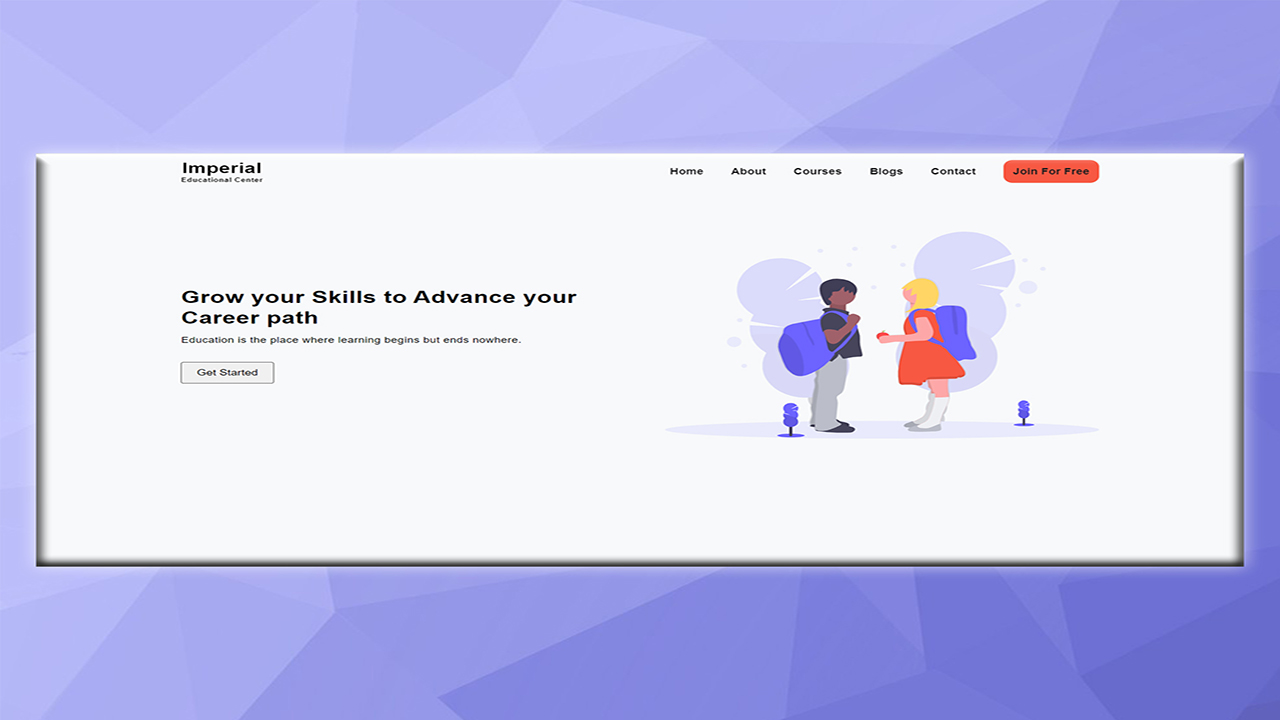 Imperial
Educational Center
Home About Courses Blogs Contact Join For Free
Grow your Skills to Advance your
Career path
Education is the place where learning begins but ends nowhere.
Get Started